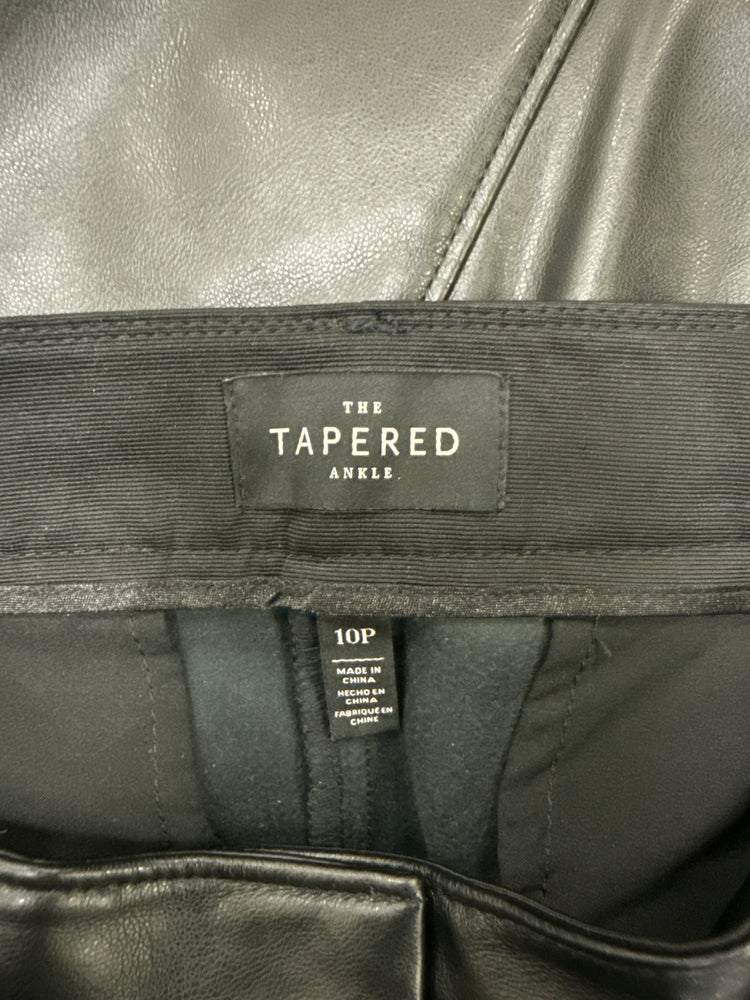 THE
TAPERED
ANKLE
10P
MADE IN
CHINA
HECHO EN
CHINA
FABRIQUÉ EN
CHINE